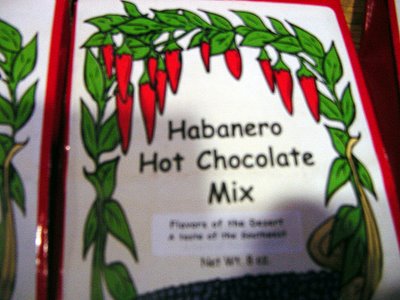 Habanero
Hot Chocolate
Mix
Flavors of the Desert
A taste of the Southwest
Net Wt. 8 oz.